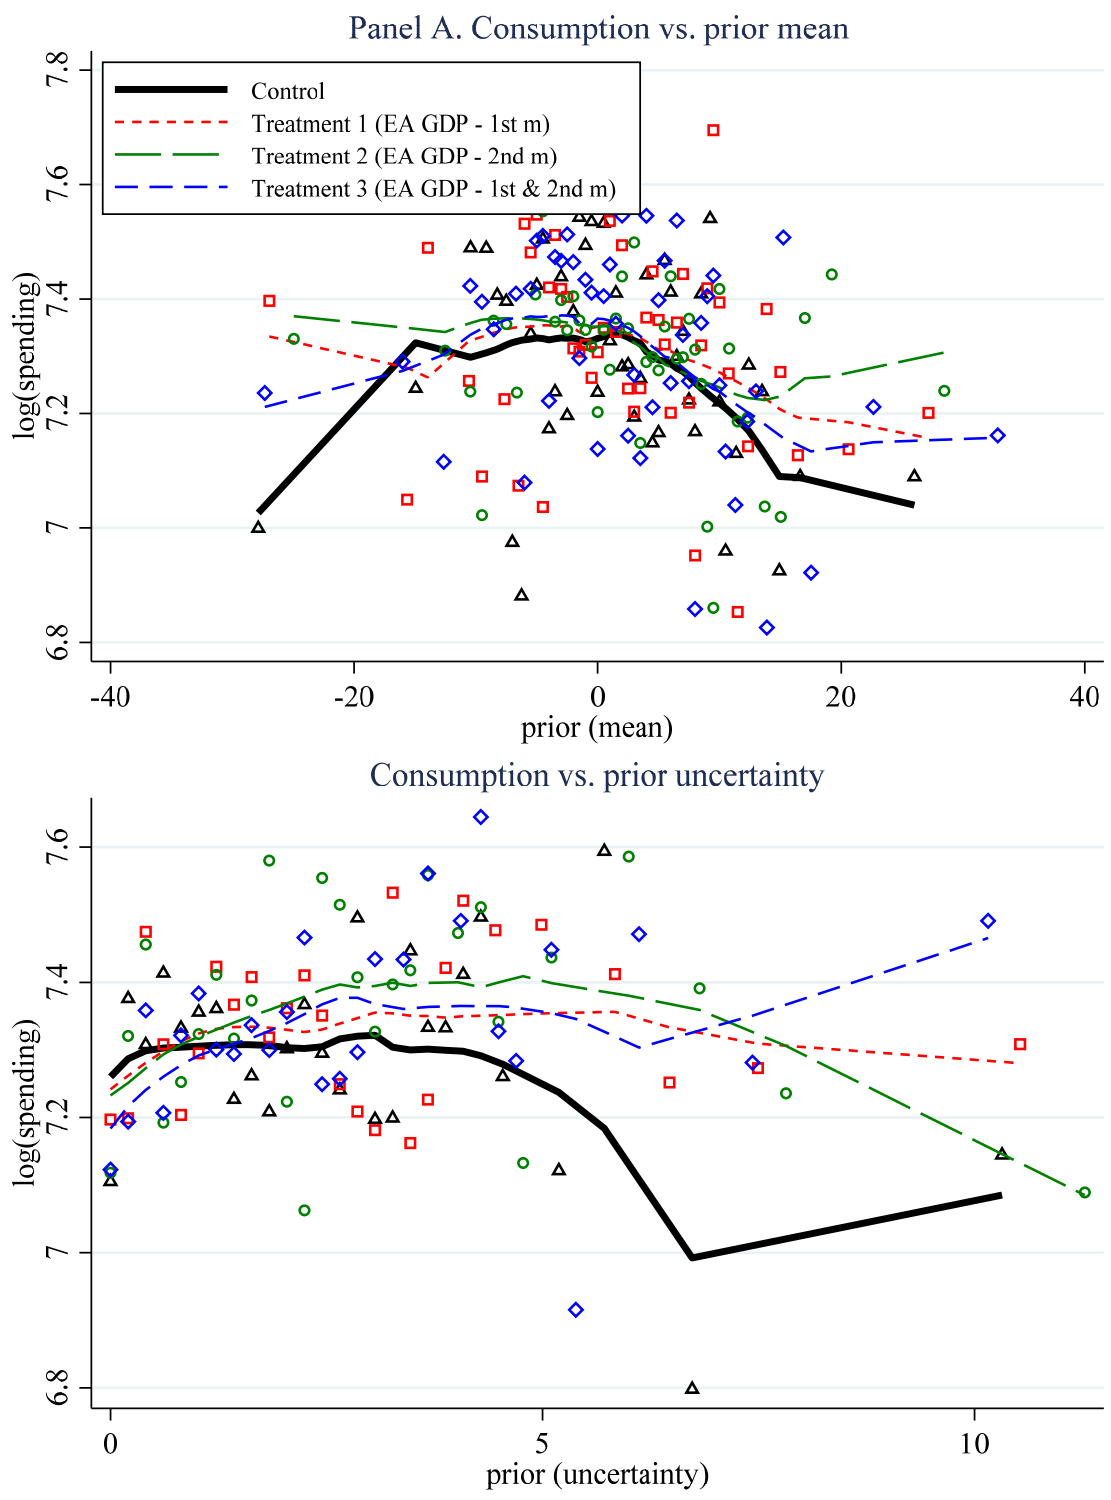 Panel A. Consumption vs. prior mean
Control
Treatment 1 (EA GDP - 1st m)
Treatment 2 (EA GDP - 2nd m)
Treatment 3 (EA GDP - 1st & 2nd m)
log(spending)
7.8
7.6
7.4
7.2
7
6.8
-40 -20 0 20 40
prior (mean)
Consumption vs. prior uncertainty
log(spending)
7.6
7.4
7.2
7
6.8
0 5 10
prior (uncertainty)